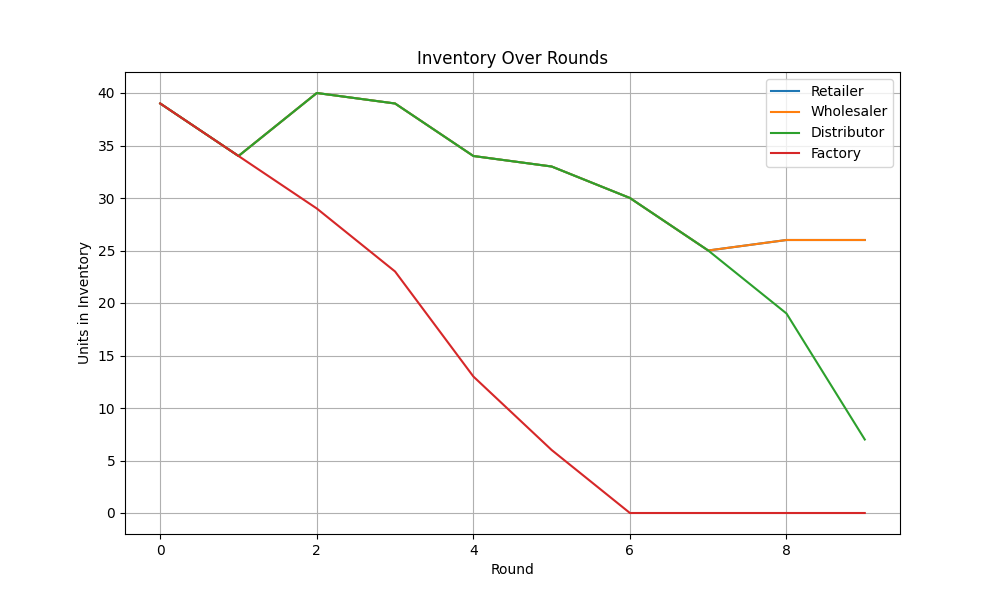 Inventory Over Rounds
Retailer
Wholesaler
Distributor
Factory
Units in Inventory
40
35
30
25
20
15
10
5
0
0 2 4 6 8
Round